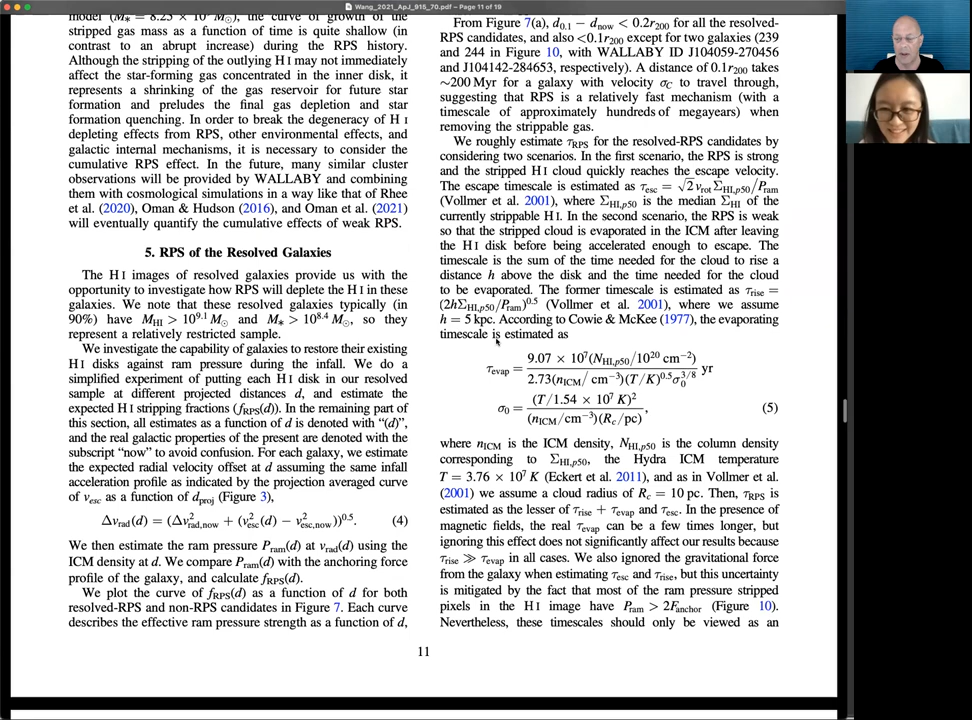 Wang_2021_ApJ_915_70.pdf – Page 11 of 19
stripped gas mass as a function of time is quite shallow (in
contrast to an abrupt increase) during the RPS history.
Although the stripping of the outlying H I may not immediately
affect the star-forming gas concentrated in the inner disk, it
represents a shrinking of the gas reservoir for future star
formation and preludes the final gas depletion and star
formation quenching. In order to break the degeneracy of H I
depleting effects from RPS, other environmental effects, and
galactic internal mechanisms, it is necessary to consider the
cumulative RPS effect. In the future, many similar cluster
observations will be provided by WALLABY and combining
them with cosmological simulations in a way like that of Rhee
et al. (2020), Oman & Hudson (2016), and Oman et al. (2021)
will eventually quantify the cumulative effects of weak RPS.
5. RPS of the Resolved Galaxies
The H I images of resolved galaxies provide us with the
opportunity to investigate how RPS will deplete the H I in these
galaxies. We note that these resolved galaxies typically (in
90%) have M_HI > 10^9.1 M_⊙ and M_* > 10^8.4 M_⊙, so they
represent a relatively restricted sample.
We investigate the capability of galaxies to restore their existing
H I disks against ram pressure during the infall. We do a
simplified experiment of putting each H I disk in our resolved
sample at different projected distances d, and estimate the
expected H I stripping fractions (f_RPS(d)). In the remaining part of
this section, all estimates as a function of d is denoted with “(d)”,
and the real galactic properties of the present are denoted with the
subscript “now” to avoid confusion. For each galaxy, we estimate
the expected radial velocity offset at d assuming the same infall
acceleration profile as indicated by the projection averaged curve
of v_esc as a function of d_proj (Figure 3),
Δv_rad(d) = (Δv²_rad,now + (v²_esc(d) − v²_esc,now))^0.5. (4)
We then estimate the ram pressure P_ram(d) at v_rad(d) using the
ICM density at d. We compare P_ram(d) with the anchoring force
profile of the galaxy, and calculate f_RPS(d).
We plot the curve of f_RPS(d) as a function of d for both
resolved-RPS and non-RPS candidates in Figure 7. Each curve
describes the effective ram pressure strength as a function of d,
From Figure 7(a), d_0.1 − d_now < 0.2r_200 for all the resolved-
RPS candidates, and also <0.1r_200 except for two galaxies (239
and 244 in Figure 10, with WALLABY ID J104059-270456
and J104142-284653, respectively). A distance of 0.1r_200 takes
~200 Myr for a galaxy with velocity σ_C to travel through,
suggesting that RPS is a relatively fast mechanism (with a
timescale of approximately hundreds of megayears) when
removing the strippable gas.
We roughly estimate τ_RPS for the resolved-RPS candidates by
considering two scenarios. In the first scenario, the RPS is strong
and the stripped H I cloud quickly reaches the escape velocity.
The escape timescale is estimated as τ_esc = √2 v_rot Σ_HI,p50/P_ram
(Vollmer et al. 2001), where Σ_HI,p50 is the median Σ_HI of the
currently strippable H I. In the second scenario, the RPS is weak
so that the stripped cloud is evaporated in the ICM after leaving
the H I disk before being accelerated enough to escape. The
timescale is the sum of the time needed for the cloud to rise a
distance h above the disk and the time needed for the cloud
to be evaporated. The former timescale is estimated as τ_rise =
(2hΣ_HI,p50/P_ram)^0.5 (Vollmer et al. 2001), where we assume
h = 5 kpc. According to Cowie & McKee (1977), the evaporating
timescale is estimated as
τ_evap = 9.07 × 10^7(N_HI,p50/10^20 cm^−2) / 2.73(n_ICM/ cm^−3)(T/K)^0.5 σ_0^3/8 yr
σ_0 = (T/1.54 × 10^7 K)^2 / (n_ICM/cm^−3)(R_c/pc), (5)
where n_ICM is the ICM density, N_HI,p50 is the column density
corresponding to Σ_HI,p50, the Hydra ICM temperature
T = 3.76 × 10^7 K (Eckert et al. 2011), and as in Vollmer et al.
(2001) we assume a cloud radius of R_c = 10 pc. Then, τ_RPS is
estimated as the lesser of τ_rise + τ_evap and τ_esc. In the presence of
magnetic fields, the real τ_evap can be a few times longer, but
ignoring this effect does not significantly affect our results because
τ_rise ≫ τ_evap in all cases. We also ignored the gravitational force
from the galaxy when estimating τ_esc and τ_rise, but this uncertainty
is mitigated by the fact that most of the ram pressure stripped
pixels in the H I image have P_ram > 2F_anchor (Figure 10).
Nevertheless, these timescales should only be viewed as an
11